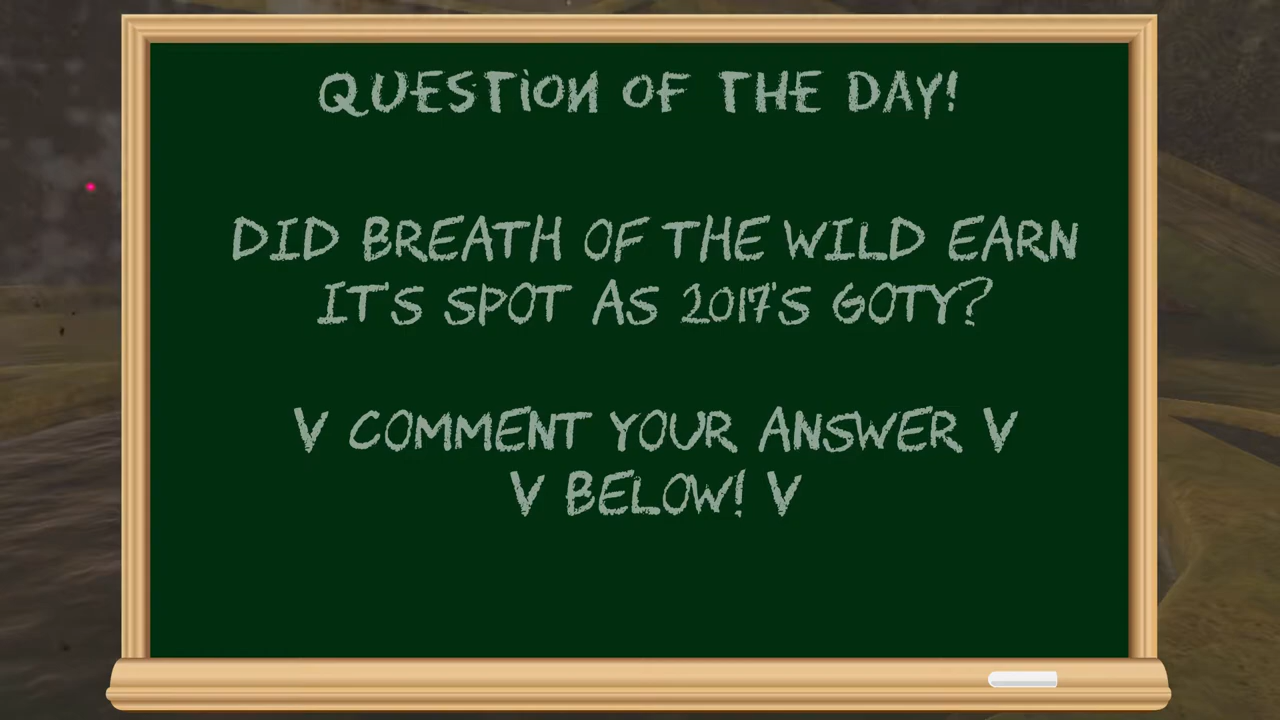 QUESTION OF THE DAY!
DID BREATH OF THE WILD EARN
IT'S SPOT AS 2017'S GOTY?
V COMMENT YOUR ANSWER V
V BELOW! V